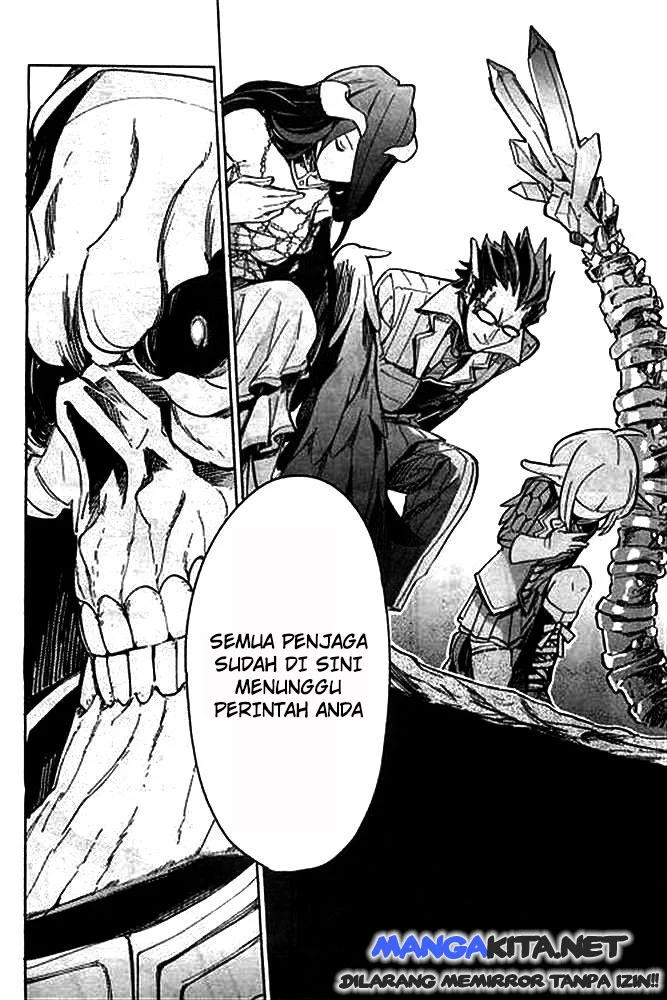 SEMUA PENJAGA
SUDAH DI SINI
MENUNGGU
PERINTAH ANDA
MANGAKITA.NET
DILARANG MEMIRROR TANPA IZIN!!